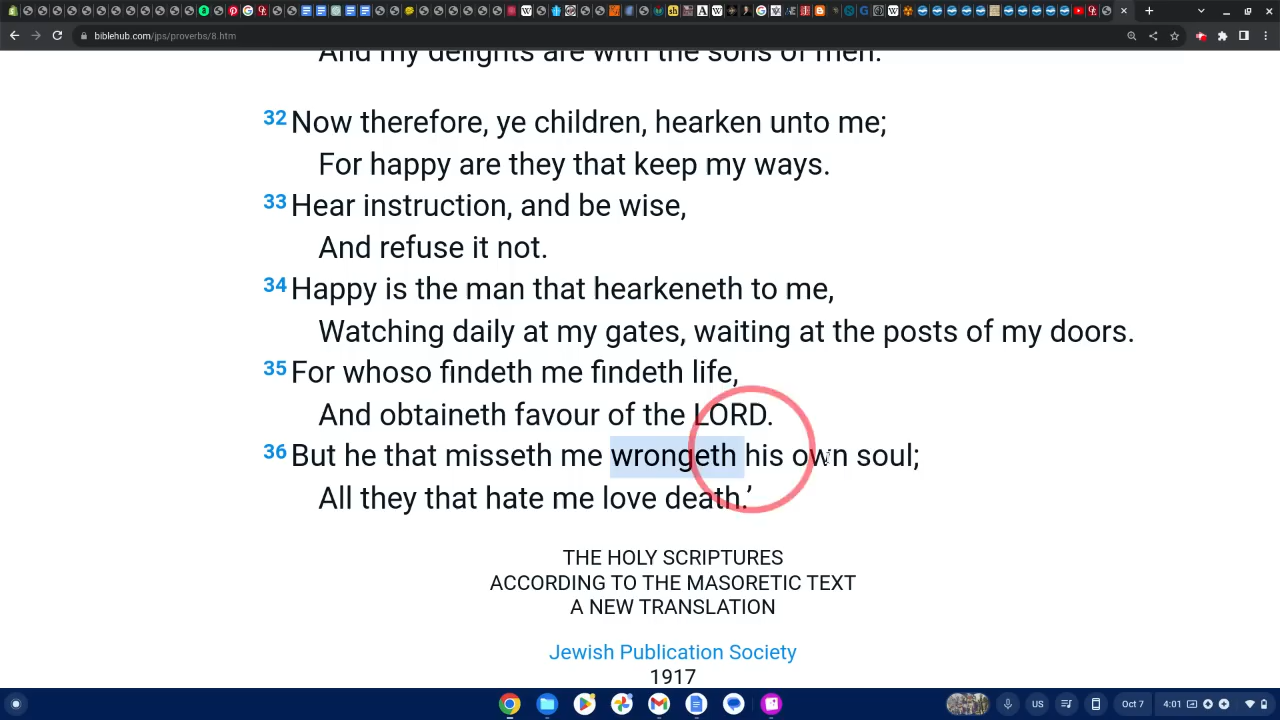 biblehub.com/jps/proverbs/8.htm
And my delights are with the sons of men.
32 Now therefore, ye children, hearken unto me;
For happy are they that keep my ways.
33 Hear instruction, and be wise,
And refuse it not.
34 Happy is the man that hearkeneth to me,
Watching daily at my gates, waiting at the posts of my doors.
35 For whoso findeth me findeth life,
And obtaineth favour of the LORD.
36 But he that misseth me wrongeth his own soul;
All they that hate me love death.’
THE HOLY SCRIPTURES
ACCORDING TO THE MASORETIC TEXT
A NEW TRANSLATION
Jewish Publication Society
1917
US
Oct 7
4:01